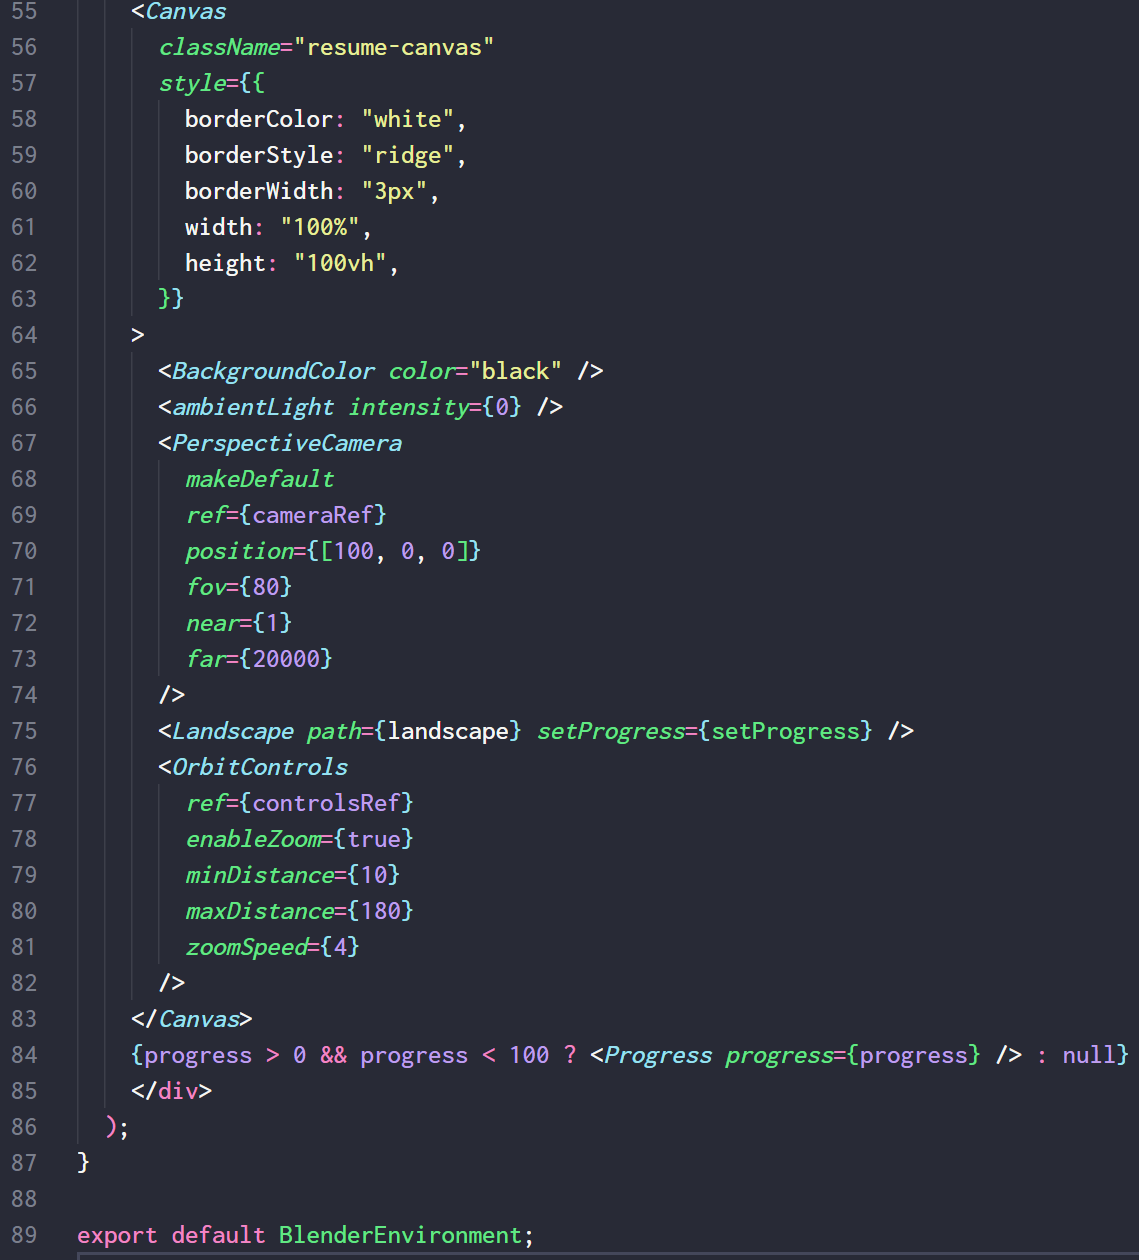 55 <Canvas
56 className="resume-canvas"
57 style={{
58 borderColor: "white",
59 borderStyle: "ridge",
60 borderWidth: "3px",
61 width: "100%",
62 height: "100vh",
63 }}
64 >
65 <BackgroundColor color="black" />
66 <ambientLight intensity={0} />
67 <PerspectiveCamera
68 makeDefault
69 ref={cameraRef}
70 position={[100, 0, 0]}
71 fov={80}
72 near={1}
73 far={20000}
74 />
75 <Landscape path={landscape} setProgress={setProgress} />
76 <OrbitControls
77 ref={controlsRef}
78 enableZoom={true}
79 minDistance={10}
80 maxDistance={180}
81 zoomSpeed={4}
82 />
83 </Canvas>
84 {progress > 0 && progress < 100 ? <Progress progress={progress} /> : null}
85 </div>
86 );
87 }
88
89 export default BlenderEnvironment;